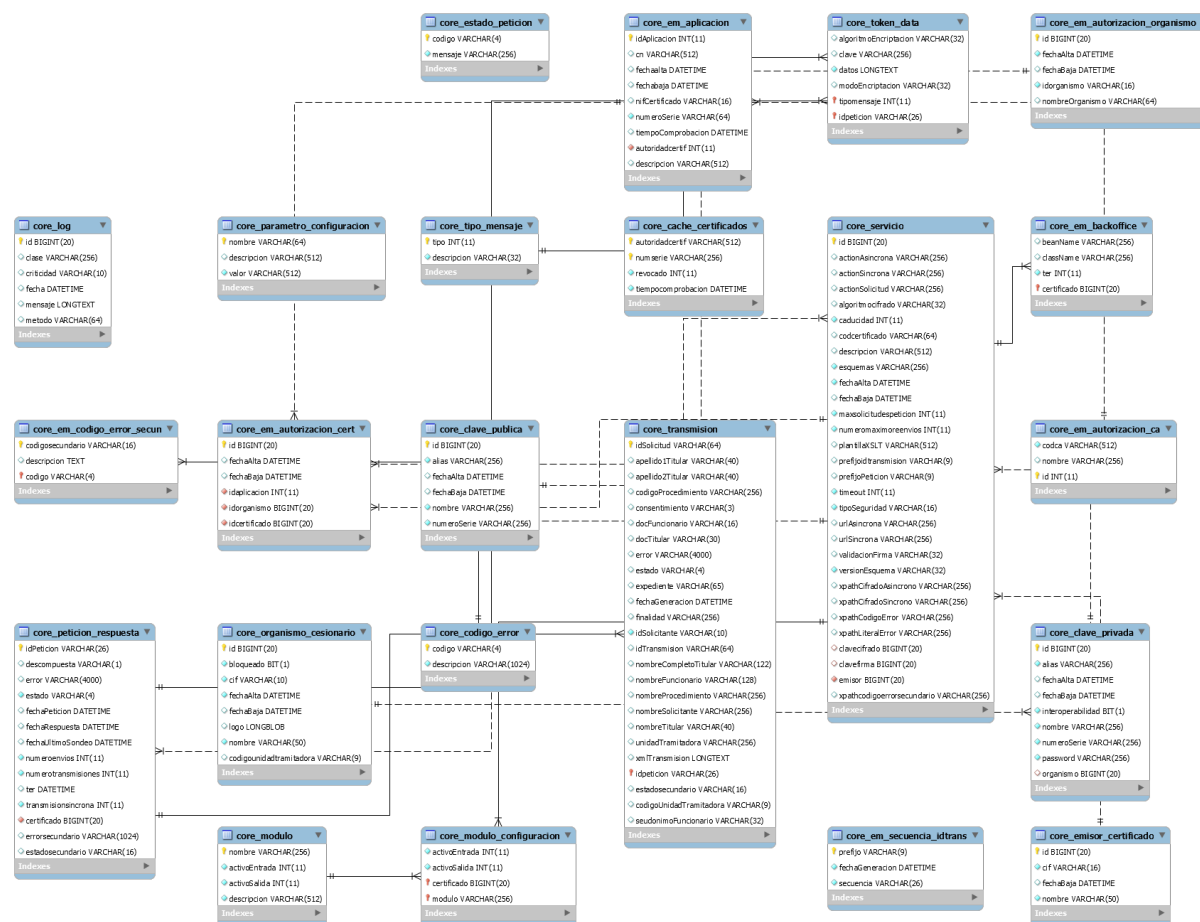 core_estado_peticion
codigo VARCHAR(4)
mensaje VARCHAR(256)
Indexes
core_em_aplicacion
idAplicacion INT(11)
cn VARCHAR(512)
fechaalta DATETIME
fechabaja DATETIME
nifCertificado VARCHAR(16)
numeroSerie VARCHAR(64)
tiempoComprobacion DATETIME
autoridadcertif INT(11)
descripcion VARCHAR(512)
Indexes
core_token_data
algoritmoEncriptacion VARCHAR(32)
clave VARCHAR(256)
datos LONGTEXT
modoEncriptacion VARCHAR(32)
tipomensaje INT(11)
idpeticion VARCHAR(26)
Indexes
core_em_autorizacion_organismo
id BIGINT(20)
fechaAlta DATETIME
fechaBaja DATETIME
idorganismo VARCHAR(16)
nombreOrganismo VARCHAR(64)
Indexes
core_log
id BIGINT(20)
clase VARCHAR(256)
criticidad VARCHAR(10)
fecha DATETIME
mensaje LONGTEXT
metodo VARCHAR(64)
Indexes
core_parametro_configuracion
nombre VARCHAR(64)
descripcion VARCHAR(512)
valor VARCHAR(512)
Indexes
core_tipo_mensaje
tipo INT(11)
descripcion VARCHAR(32)
Indexes
core_cache_certificados
autoridadcertif VARCHAR(512)
numserie VARCHAR(256)
revocado INT(11)
tiempocomprobacion DATETIME
Indexes
core_servicio
id BIGINT(20)
actionAsincrona VARCHAR(256)
actionSincrona VARCHAR(256)
actionSolicitud VARCHAR(256)
algoritmocifrado VARCHAR(32)
caducidad INT(11)
codcertificado VARCHAR(64)
descripcion VARCHAR(512)
esquemas VARCHAR(256)
fechaAlta DATETIME
fechaBaja DATETIME
maxsolicitudespeticion INT(11)
numeromaximoreenvios INT(11)
plantillaXSLT VARCHAR(512)
prefijoidtransmision VARCHAR(9)
prefijoPeticion VARCHAR(9)
timeout INT(11)
tipoSeguridad VARCHAR(16)
urlAsincrona VARCHAR(256)
urlSincrona VARCHAR(256)
validacionFirma VARCHAR(32)
versionEsquema VARCHAR(32)
xpathCifradoAsincrono VARCHAR(256)
xpathCifradoSincrono VARCHAR(256)
xpathCodigoError VARCHAR(256)
xpathLiteralError VARCHAR(256)
clavecifrado BIGINT(20)
clavefirma BIGINT(20)
emisor BIGINT(20)
xpathcodigoerrorsecundario VARCHAR(256)
Indexes
core_em_backoffice
beanName VARCHAR(256)
className VARCHAR(256)
ter INT(11)
certificado BIGINT(20)
Indexes
core_em_codigo_error_secun
codigosecundario VARCHAR(16)
descripcion TEXT
codigo VARCHAR(4)
Indexes
core_em_autorizacion_cert
id BIGINT(20)
fechaAlta DATETIME
fechaBaja DATETIME
idaplicacion INT(11)
idorganismo BIGINT(20)
idcertificado BIGINT(20)
Indexes
core_clave_publica
id BIGINT(20)
alias VARCHAR(256)
fechaAlta DATETIME
fechaBaja DATETIME
nombre VARCHAR(256)
numeroSerie VARCHAR(256)
Indexes
core_transmision
idSolicitud VARCHAR(64)
apellido1Titular VARCHAR(40)
apellido2Titular VARCHAR(40)
codigoProcedimiento VARCHAR(256)
consentimiento VARCHAR(3)
docFuncionario VARCHAR(16)
docTitular VARCHAR(30)
error VARCHAR(4000)
estado VARCHAR(4)
expediente VARCHAR(65)
fechaGeneracion DATETIME
finalidad VARCHAR(256)
idSolicitante VARCHAR(10)
idTransmision VARCHAR(64)
nombreCompletoTitular VARCHAR(122)
nombreFuncionario VARCHAR(128)
nombreProcedimiento VARCHAR(256)
nombreSolicitante VARCHAR(256)
nombreTitular VARCHAR(40)
unidadTramitadora VARCHAR(256)
xmlTransmision LONGTEXT
idpeticion VARCHAR(26)
estadosecundario VARCHAR(16)
codigoUnidadTramitadora VARCHAR(9)
seudonimoFuncionario VARCHAR(32)
Indexes
core_em_autorizacion_ca
codca VARCHAR(512)
nombre VARCHAR(256)
id INT(11)
Indexes
core_peticion_respuesta
idPeticion VARCHAR(26)
descompuesta VARCHAR(1)
error VARCHAR(4000)
estado VARCHAR(4)
fechaPeticion DATETIME
fechaRespuesta DATETIME
fechaUltimoSondeo DATETIME
numeroenvios INT(11)
numerotransmisiones INT(11)
ter DATETIME
transmisionsincrona INT(11)
certificado BIGINT(20)
errorsecundario VARCHAR(1024)
estadosecundario VARCHAR(16)
Indexes
core_organismo_cesionario
id BIGINT(20)
bloqueado BIT(1)
cif VARCHAR(10)
fechaAlta DATETIME
fechaBaja DATETIME
logo LONGBLOB
nombre VARCHAR(50)
codigounidadtramitadora VARCHAR(9)
Indexes
core_codigo_error
codigo VARCHAR(4)
descripcion VARCHAR(1024)
Indexes
core_clave_privada
id BIGINT(20)
alias VARCHAR(256)
fechaAlta DATETIME
fechaBaja DATETIME
interoperabilidad BIT(1)
nombre VARCHAR(256)
numeroSerie VARCHAR(256)
password VARCHAR(256)
organismo BIGINT(20)
Indexes
core_modulo
nombre VARCHAR(256)
activoEntrada INT(11)
activoSalida INT(11)
descripcion VARCHAR(512)
Indexes
core_modulo_configuracion
activoEntrada INT(11)
activoSalida INT(11)
certificado BIGINT(20)
modulo VARCHAR(256)
Indexes
core_em_secuencia_idtrans
prefijo VARCHAR(9)
fechaGeneracion DATETIME
secuencia VARCHAR(26)
Indexes
core_emisor_certificado
id BIGINT(20)
cif VARCHAR(16)
fechaBaja DATETIME
nombre VARCHAR(50)
Indexes